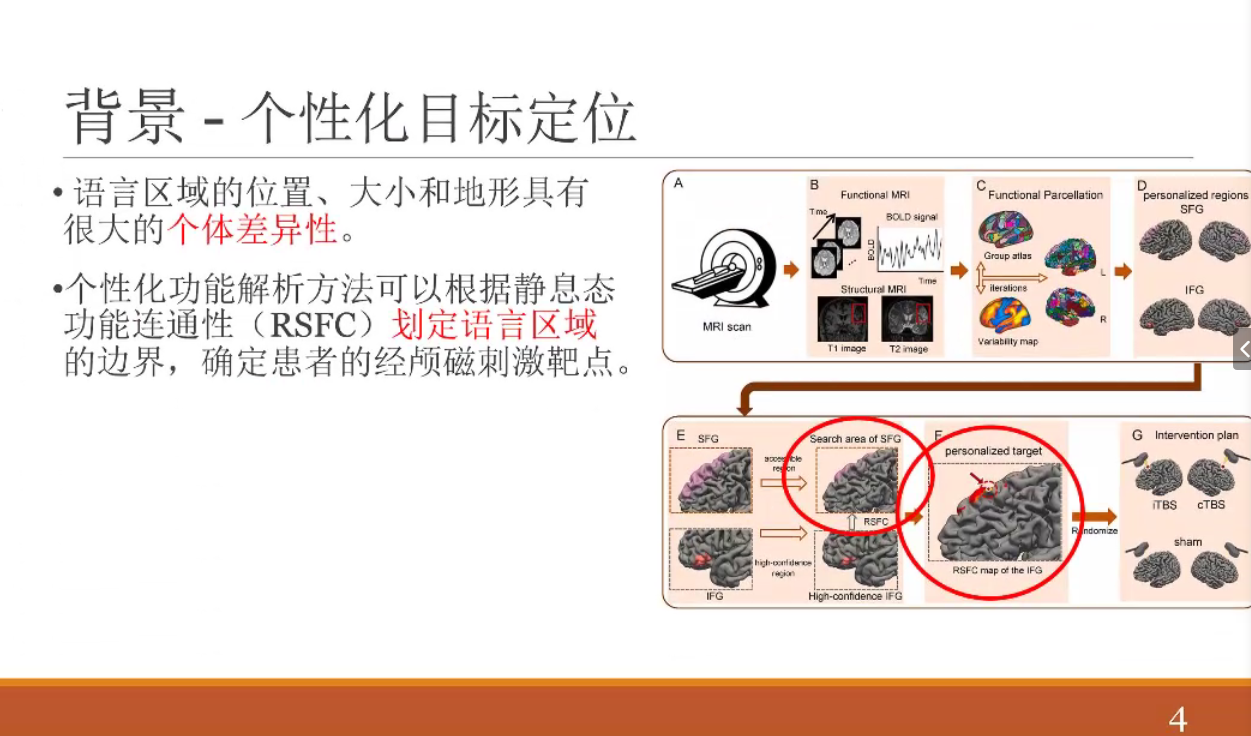 背景 - 个性化目标定位
• 语言区域的位置、大小和地形具有
很大的个体差异性。
•个性化功能解析方法可以根据静息态
功能连通性（RSFC）划定语言区域
的边界，确定患者的经颅磁刺激靶点。
A
MRI scan
B
Functional MRI
Time
BOLD signal
BOLD
...
Time
Structural MRI
T1 image
T2 image
C
Functional Parcellation
Group atlas
iterations
Variability map
L
R
D
personalized regions
SFG
IFG
E
SFG
accessible
region
Search area of SFG
RSFC
high-confidence
region
IFG
High-confidence IFG
F
personalized target
RSFC map of the IFG
Randomize
G
Intervention plan
iTBS
cTBS
sham
4